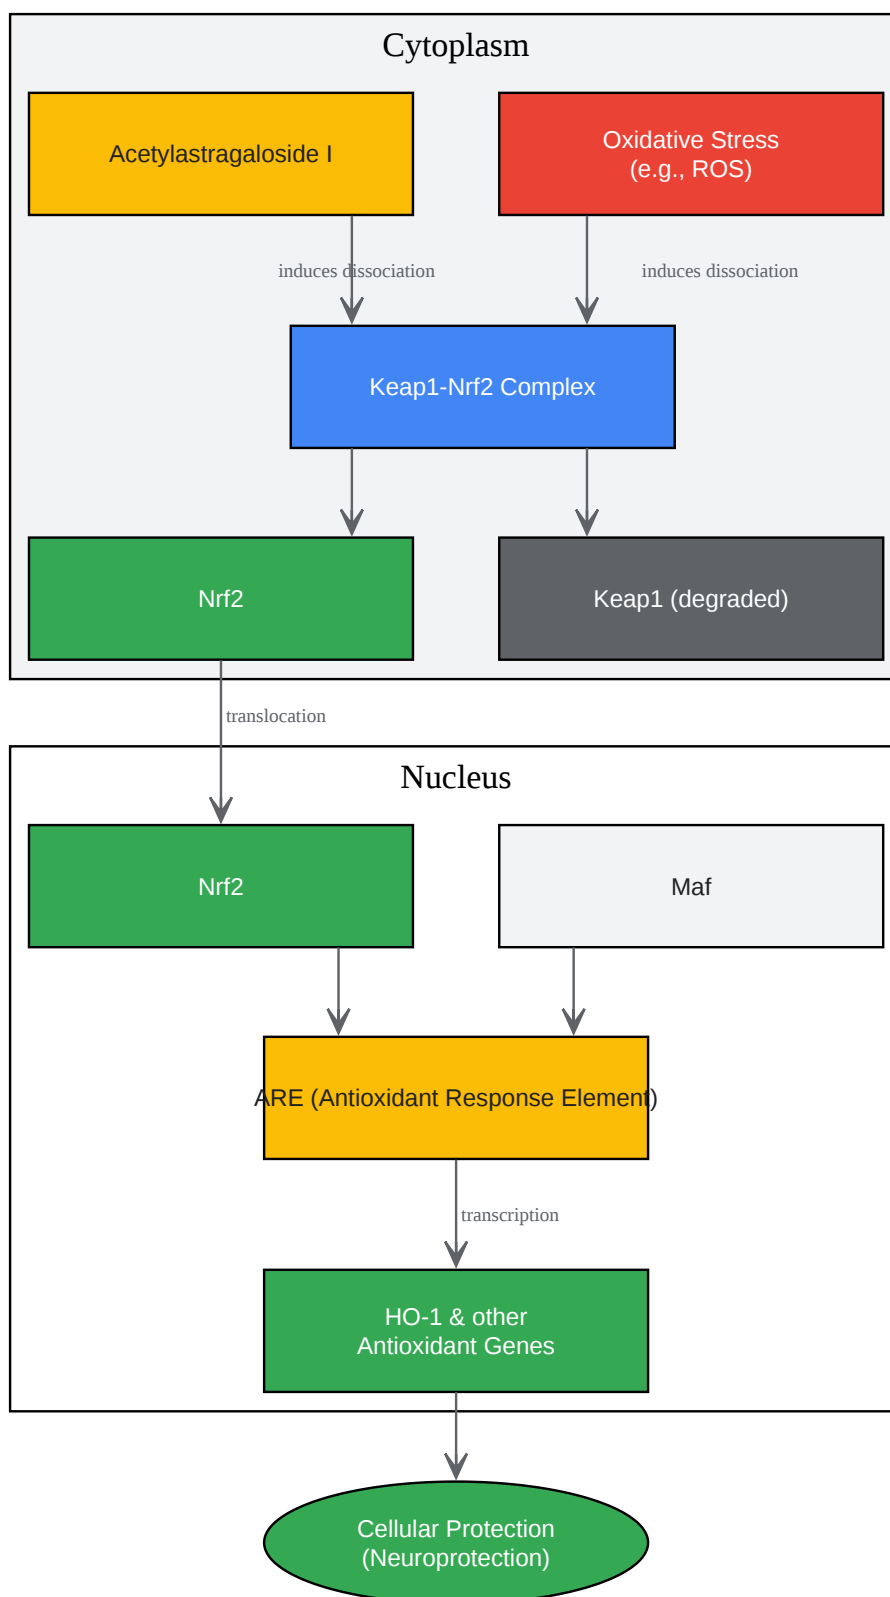 Cytoplasm
Acetylastragaloside I
Oxidative Stress
(e.g., ROS)
induces dissociation
induces dissociation
Keap1-Nrf2 Complex
Nrf2
Keap1 (degraded)
translocation
Nucleus
Nrf2
Maf
ARE (Antioxidant Response Element)
transcription
HO-1 & other
Antioxidant Genes
Cellular Protection
(Neuroprotection)